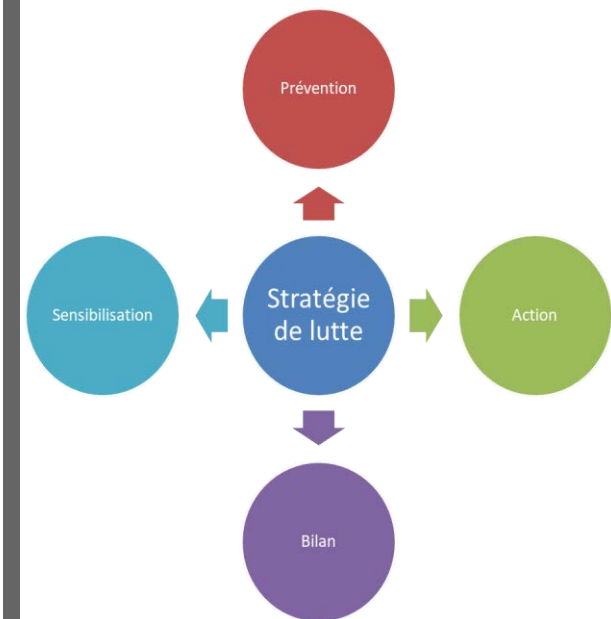 Prévention
Sensibilisation
Stratégie
de lutte
Action
Bilan